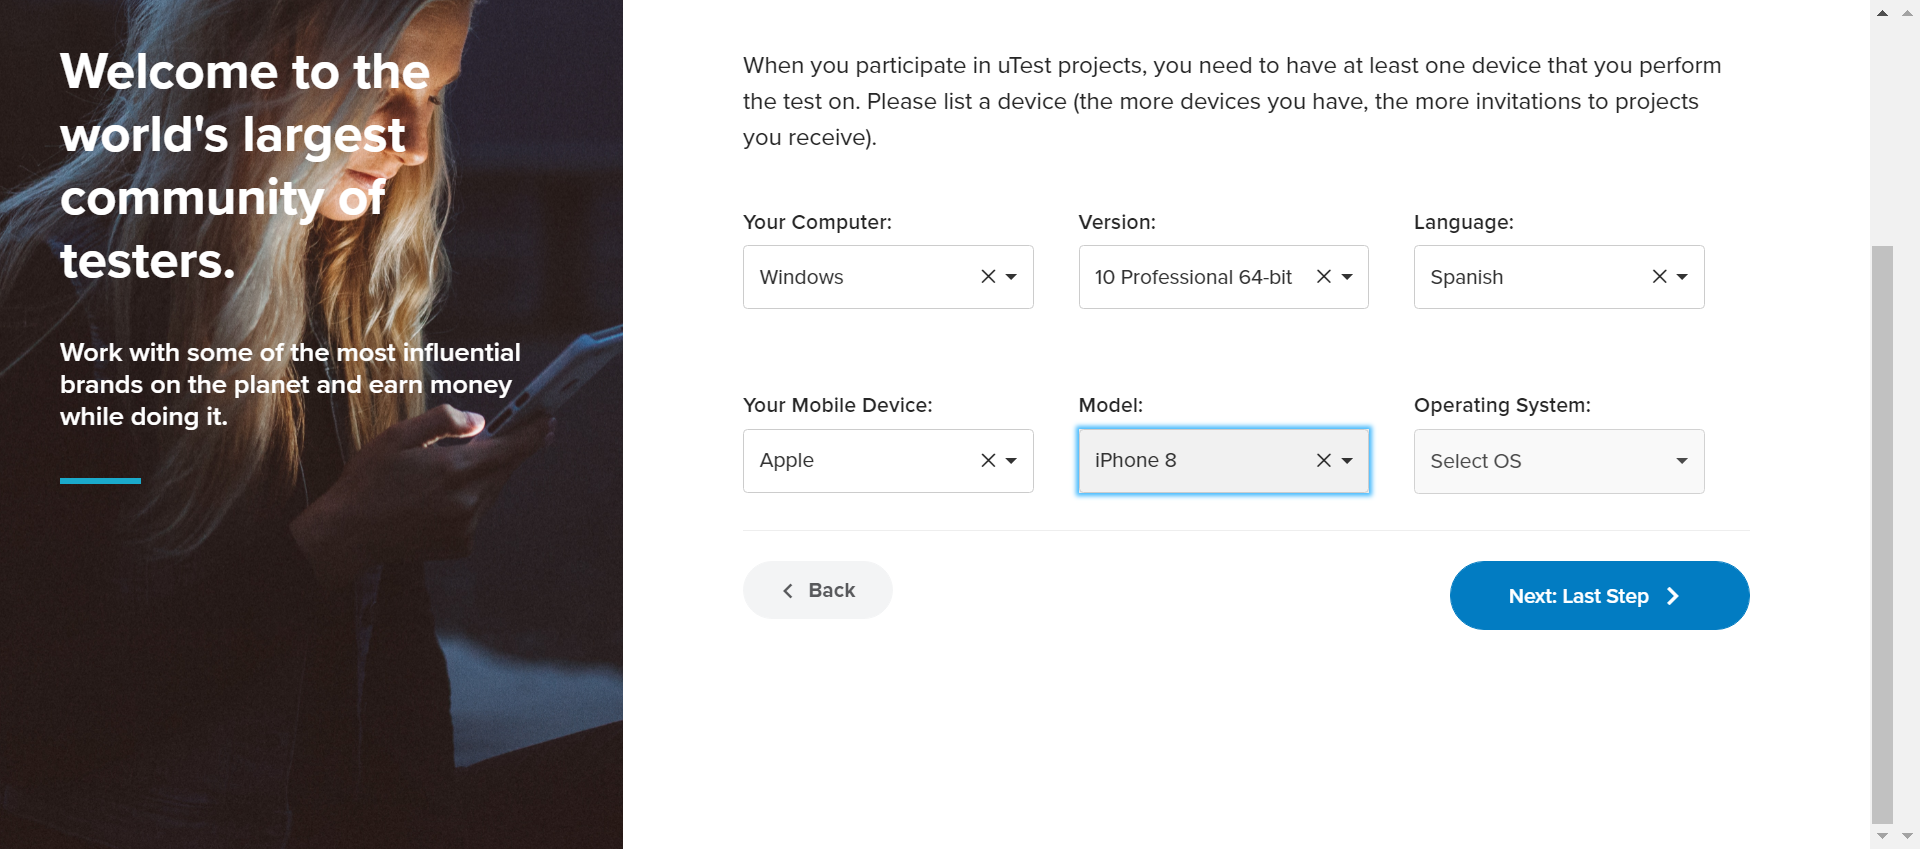 Welcome to the
world's largest
community of
testers.
Work with some of the most influential
brands on the planet and earn money
while doing it.
When you participate in uTest projects, you need to have at least one device that you perform
the test on. Please list a device (the more devices you have, the more invitations to projects
you receive).
Your Computer: Version: Language:
Windows 10 Professional 64-bit Spanish
Your Mobile Device: Model: Operating System:
Apple iPhone 8 Select OS
Back Next: Last Step